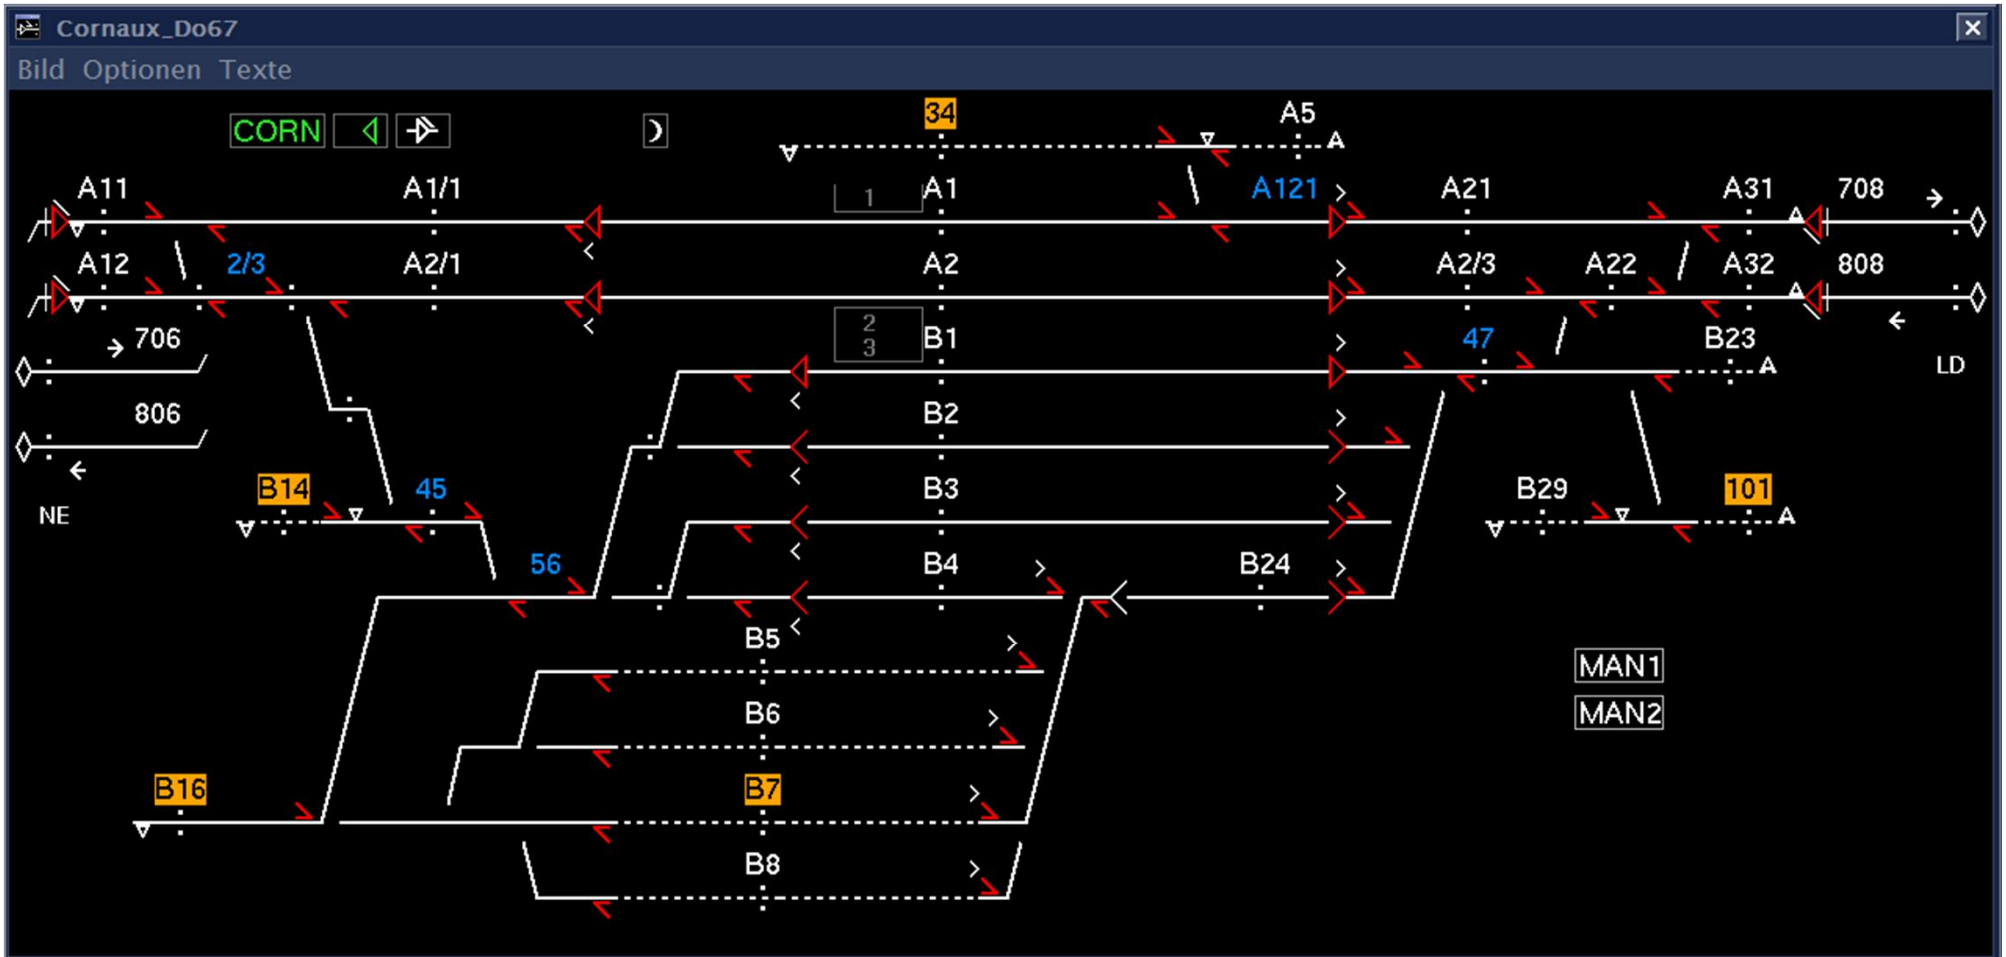 Cornaux_Do67
Bild Optionen Texte
CORN
34
A5
A11
A1/1
1
A1
A121
A21
A31
708
A12
2/3
A2/1
A2
A2/3
A22
A32
808
706
2
3
B1
47
B23
LD
806
B2
NE
B14
45
B3
B29
101
56
B4
B24
B5
MAN1
B6
MAN2
B16
B7
B8